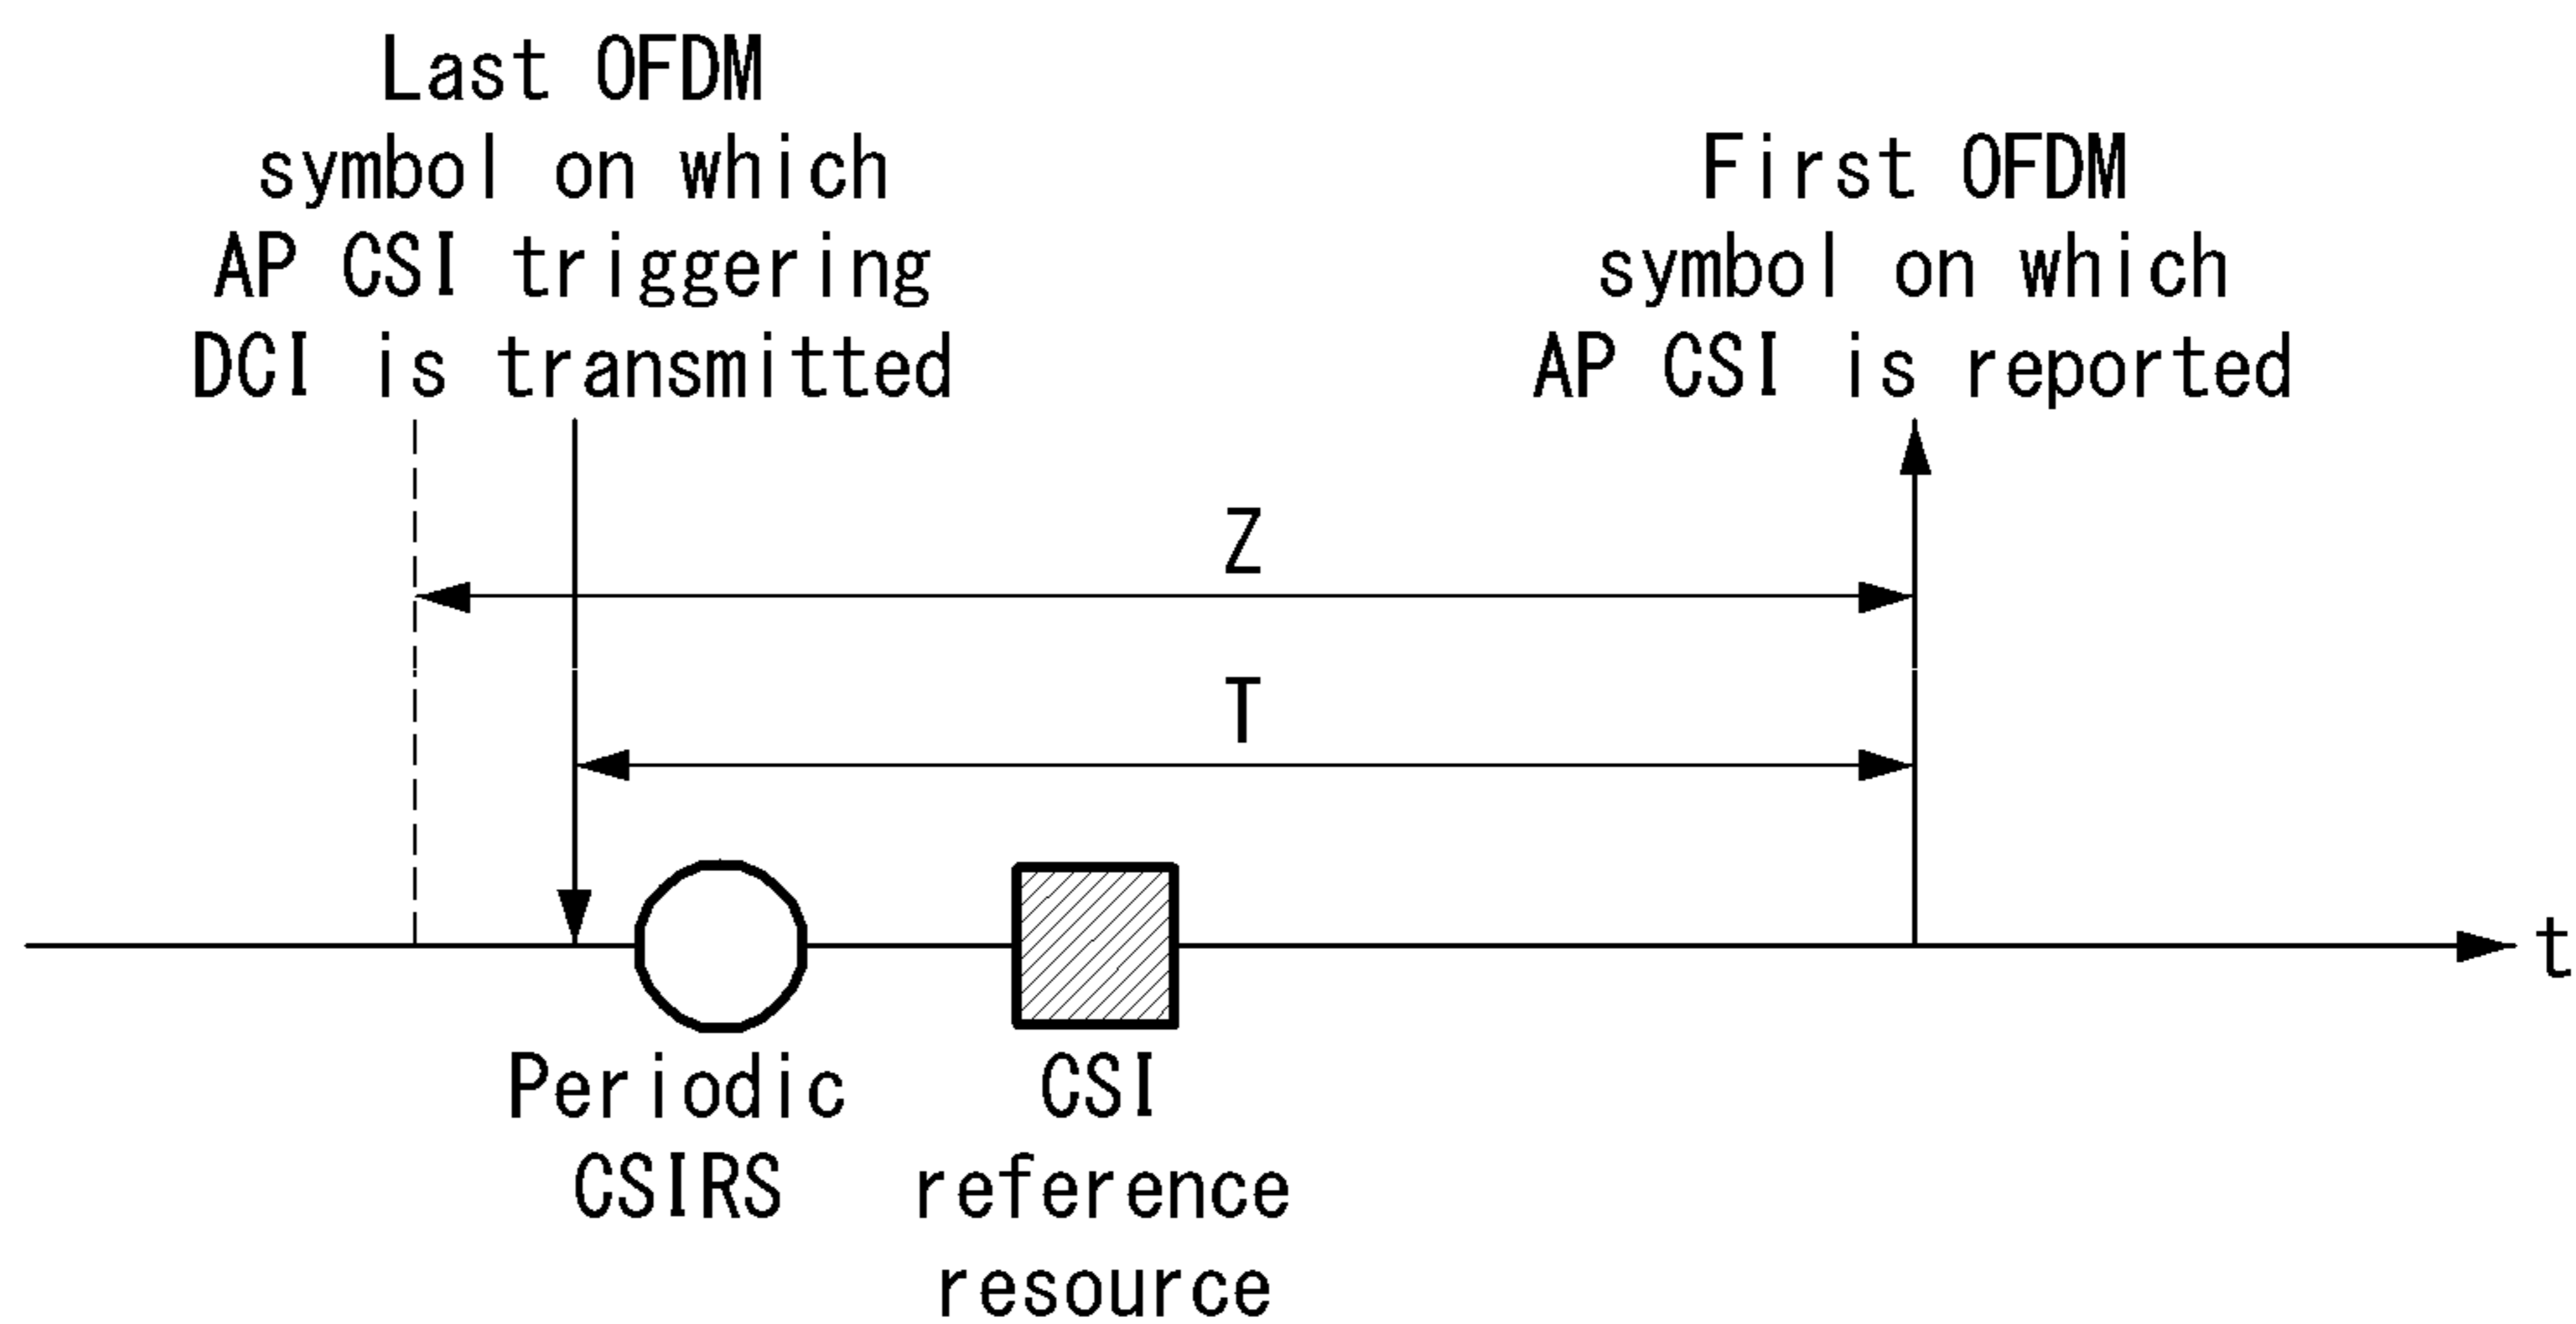 Last OFDM
symbol on which
AP CSI triggering
DCI is transmitted
First OFDM
symbol on which
AP CSI is reported
Z
T
t
Periodic
CSIRS
CSI
reference
resource